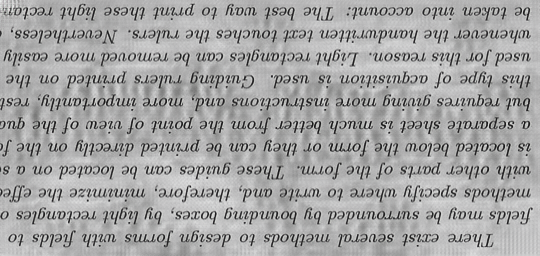 There exist several methods to design forms with fields to
fields may be surrounded by bounding boxes, by light rectangles o
methods specify where to write and, therefore, minimize the effec
with other parts of the form. These guides can be located on a s
is located below the form or they can be printed directly on the fo
a separate sheet is much better from the point of view of the qua
but requires giving more instructions and, more importantly, rest
this type of acquisition is used. Guiding rulers printed on the
used for this reason. Light rectangles can be removed more easily
whenever the handwritten text touches the rulers. Nevertheless,
be taken into account: The best way to print these light rectan